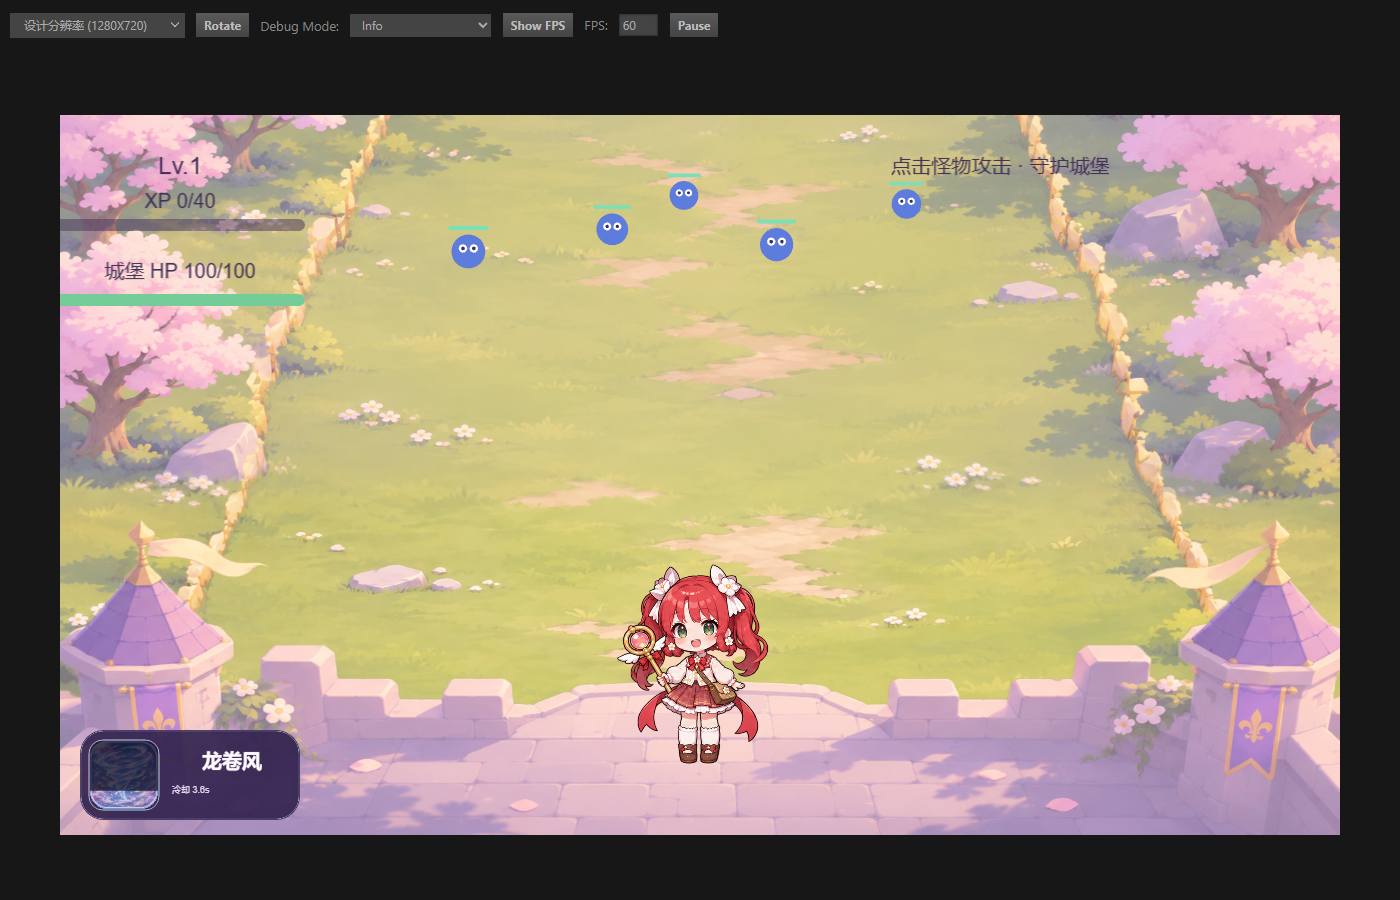 设计分辨率 (1280X720)
Rotate
Debug Mode:
Info
Show FPS
FPS:
60
Pause
Lv.1
XP 0/40
城堡 HP 100/100
点击怪物攻击 · 守护城堡
龙卷风
冷却 3.6s